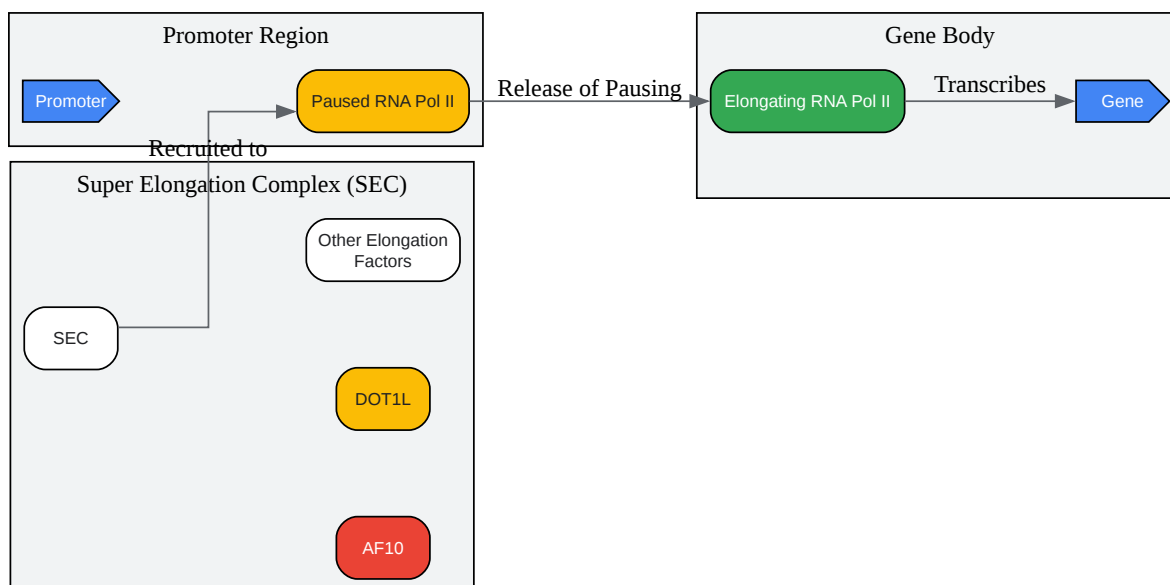 Promoter Region
Promoter
Paused RNA Pol II
Release of Pausing
Gene Body
Elongating RNA Pol II
Transcribes
Gene
Recruited to
Super Elongation Complex (SEC)
Other Elongation
Factors
SEC
DOT1L
AF10